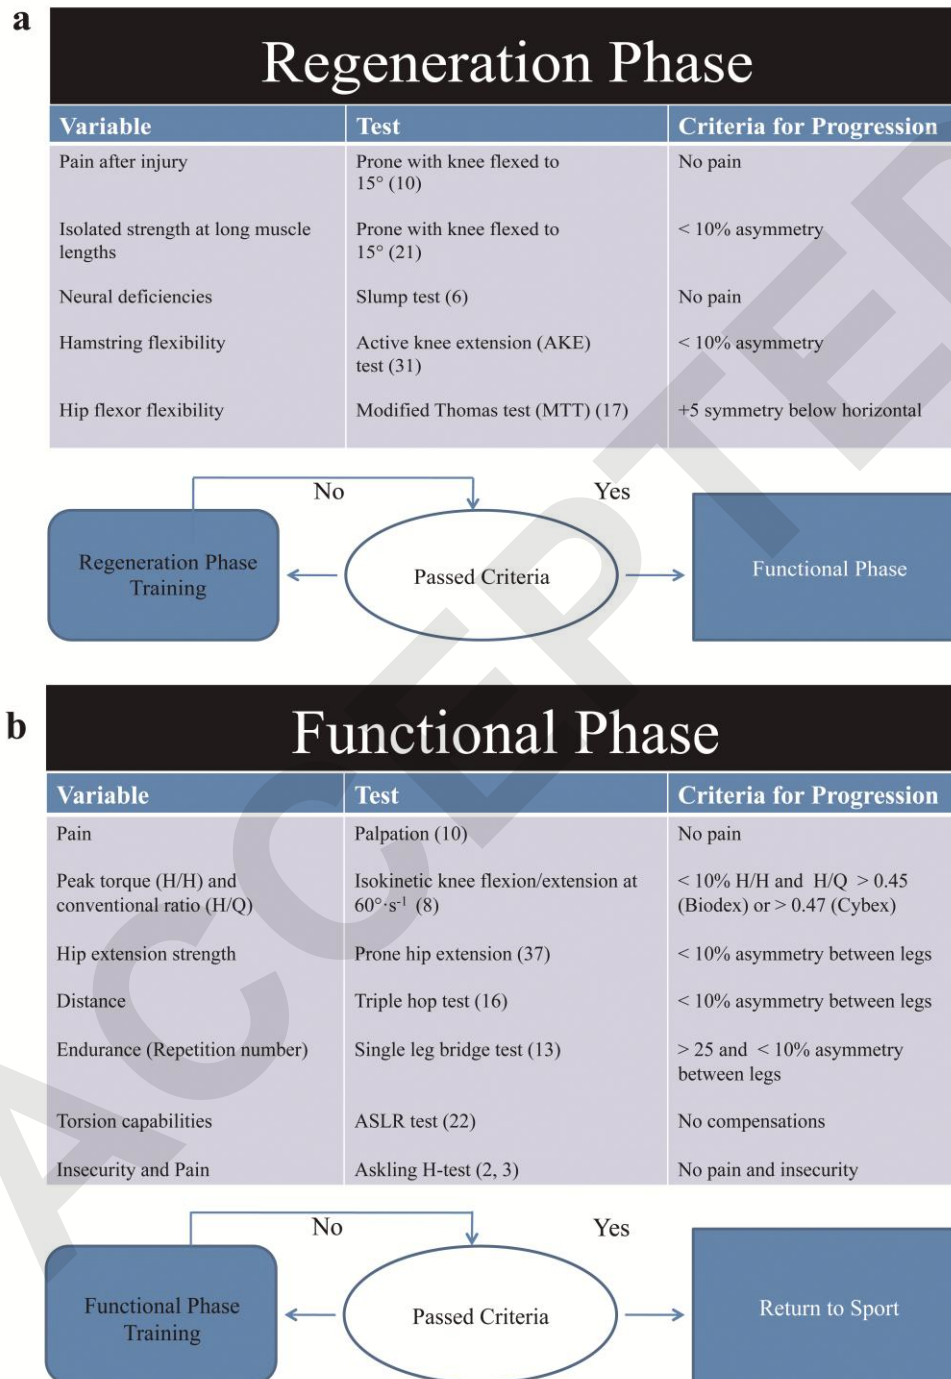 a
Regeneration Phase
Variable Test Criteria for Progression
Pain after injury Prone with knee flexed to No pain
15° (10)
Isolated strength at long muscle Prone with knee flexed to < 10% asymmetry
lengths 15° (21)
Neural deficiencies Slump test (6) No pain
Hamstring flexibility Active knee extension (AKE) < 10% asymmetry
test (31)
Hip flexor flexibility Modified Thomas test (MTT) (17) +5 symmetry below horizontal
No Yes
Regeneration Phase
Training
Passed Criteria
Functional Phase
b
Functional Phase
Variable Test Criteria for Progression
Pain Palpation (10) No pain
Peak torque (H/H) and Isokinetic knee flexion/extension at < 10% H/H and H/Q > 0.45
conventional ratio (H/Q) 60°·s⁻¹ (8) (Biodex) or > 0.47 (Cybex)
Hip extension strength Prone hip extension (37) < 10% asymmetry between legs
Distance Triple hop test (16) < 10% asymmetry between legs
Endurance (Repetition number) Single leg bridge test (13) > 25 and < 10% asymmetry
between legs
Torsion capabilities ASLR test (22) No compensations
Insecurity and Pain Askling H-test (2, 3) No pain and insecurity
No Yes
Functional Phase
Training
Passed Criteria
Return to Sport
ACCEPTED